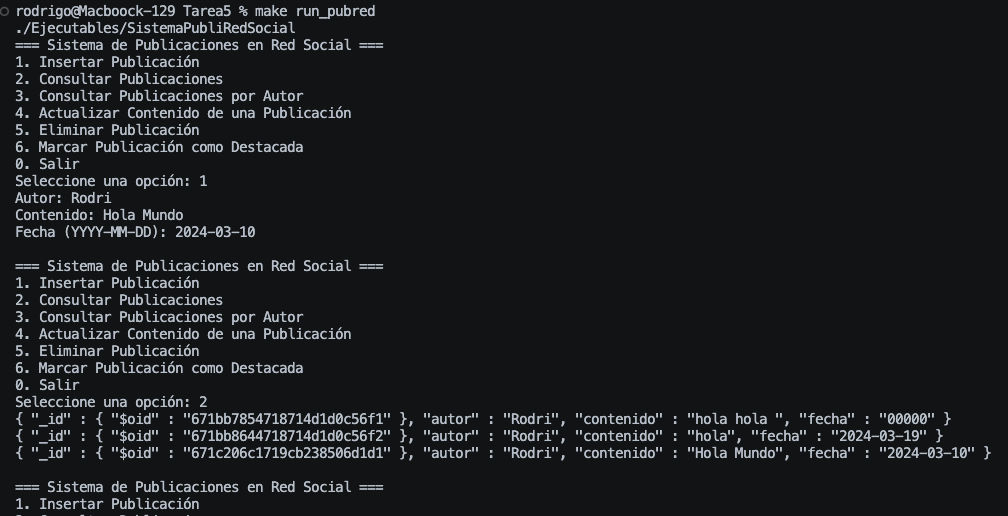 rodrigo@Macboock-129 Tarea5 % make run_pubred
./Ejecutables/SistemaPubliRedSocial
=== Sistema de Publicaciones en Red Social ===
1. Insertar Publicación
2. Consultar Publicaciones
3. Consultar Publicaciones por Autor
4. Actualizar Contenido de una Publicación
5. Eliminar Publicación
6. Marcar Publicación como Destacada
0. Salir
Seleccione una opción: 1
Autor: Rodri
Contenido: Hola Mundo
Fecha (YYYY-MM-DD): 2024-03-10
=== Sistema de Publicaciones en Red Social ===
1. Insertar Publicación
2. Consultar Publicaciones
3. Consultar Publicaciones por Autor
4. Actualizar Contenido de una Publicación
5. Eliminar Publicación
6. Marcar Publicación como Destacada
0. Salir
Seleccione una opción: 2
{ "_id" : { "$oid" : "671bb7854718714d1d0c56f1" }, "autor" : "Rodri", "contenido" : "hola hola ", "fecha" : "00000" }
{ "_id" : { "$oid" : "671bb8644718714d1d0c56f2" }, "autor" : "Rodri", "contenido" : "hola", "fecha" : "2024-03-19" }
{ "_id" : { "$oid" : "671c206c1719cb238506d1d1" }, "autor" : "Rodri", "contenido" : "Hola Mundo", "fecha" : "2024-03-10" }
=== Sistema de Publicaciones en Red Social ===
1. Insertar Publicación